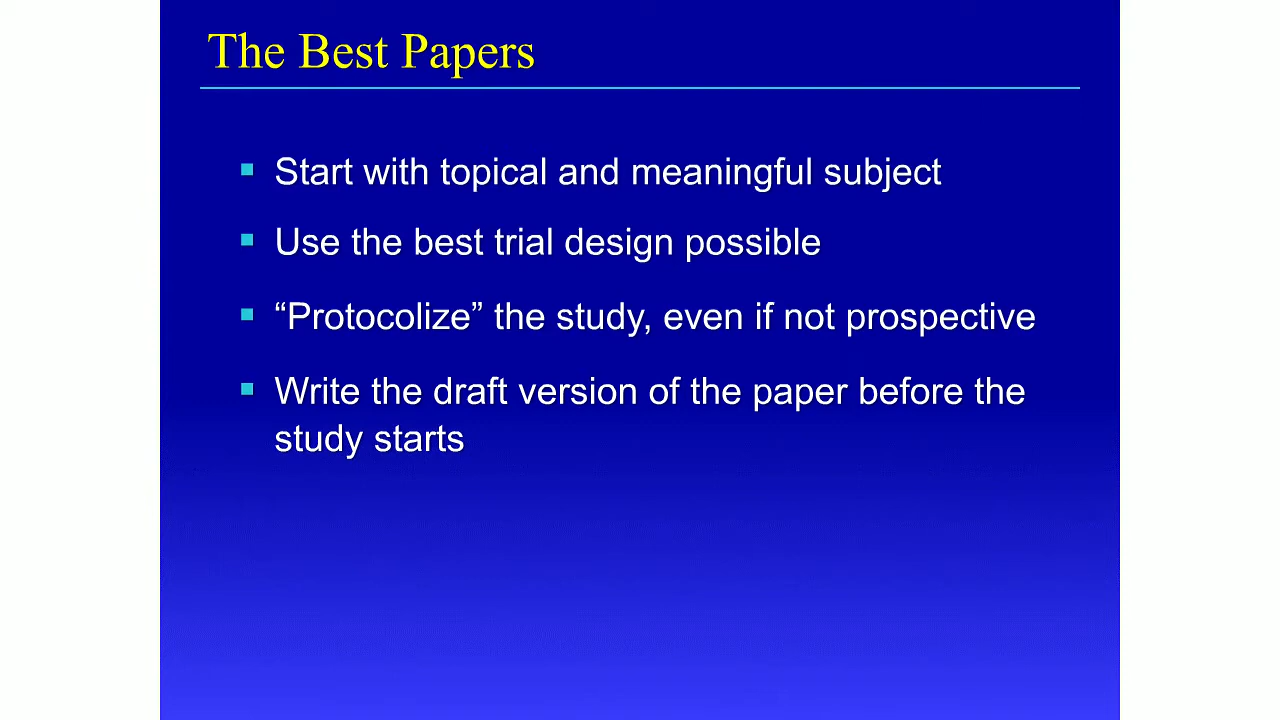 The Best Papers
Start with topical and meaningful subject
Use the best trial design possible
“Protocolize” the study, even if not prospective
Write the draft version of the paper before the
study starts